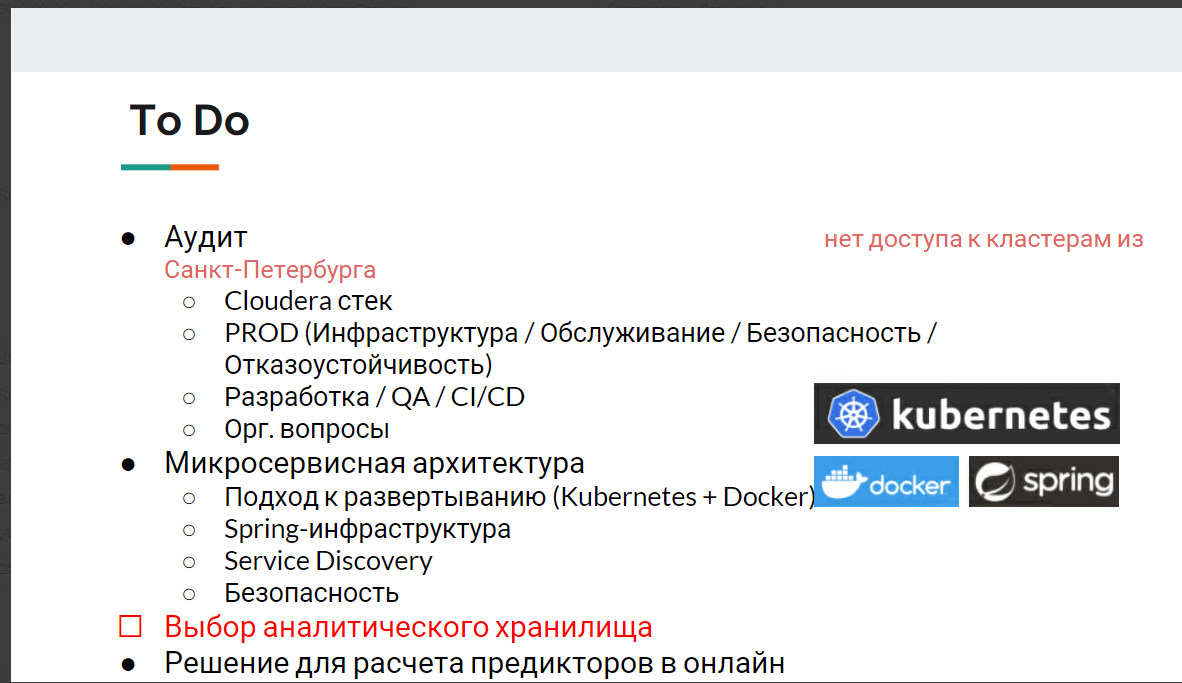 To Do
● Аудит нет доступа к кластерам из
Санкт-Петербурга
○ Cloudera стек
○ PROD (Инфраструктура / Обслуживание / Безопасность /
Отказоустойчивость)
○ Разработка / QA / CI/CD
○ Орг. вопросы
kubernetes
● Микросервисная архитектура
○ Подход к развертыванию (Kubernetes + Docker)
docker spring
○ Spring-инфраструктура
○ Service Discovery
○ Безопасность
☐ Выбор аналитического хранилища
● Решение для расчета предикторов в онлайн